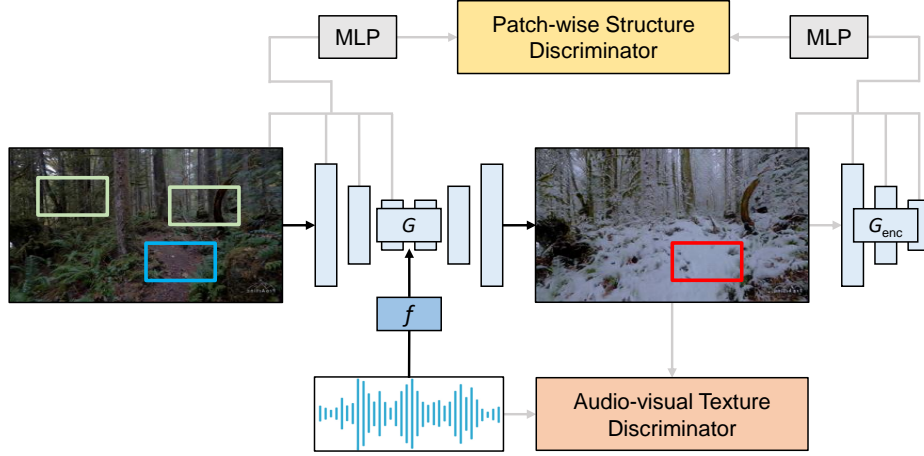 MLP
Patch-wise Structure
Discriminator
MLP
G
G enc
f
Audio-visual Texture
Discriminator